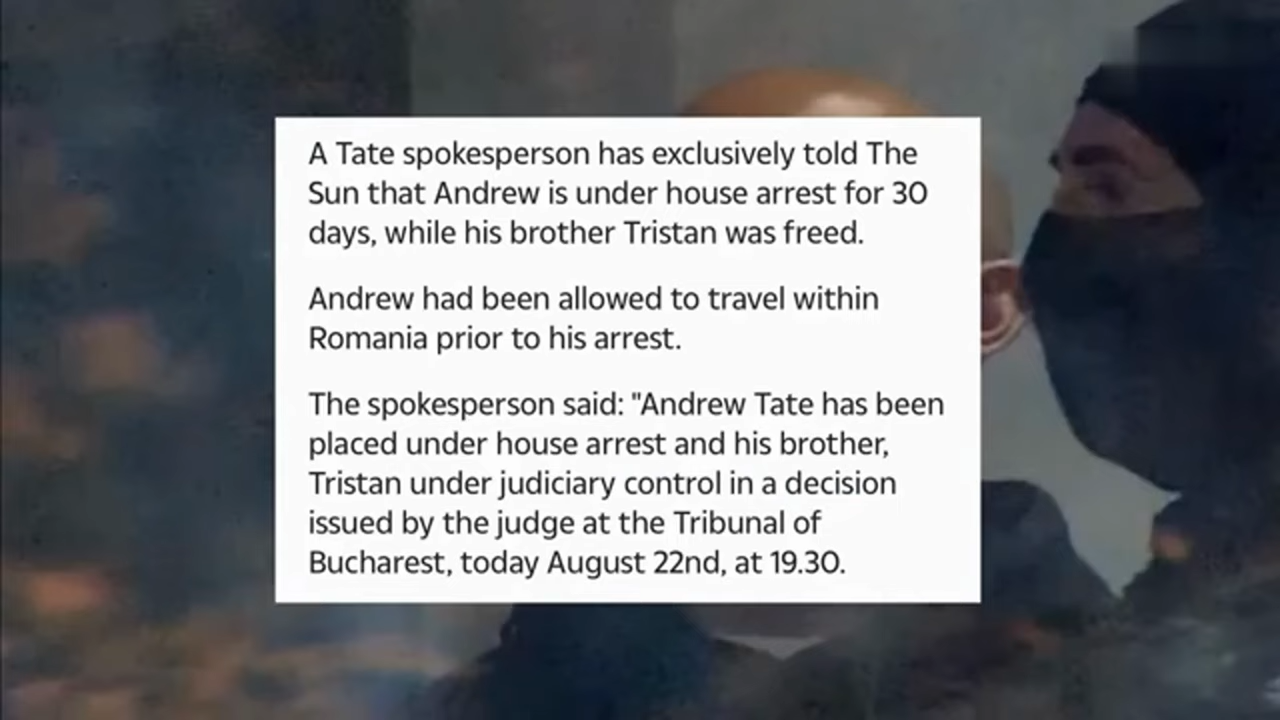 A Tate spokesperson has exclusively told The
Sun that Andrew is under house arrest for 30
days, while his brother Tristan was freed.
Andrew had been allowed to travel within
Romania prior to his arrest.
The spokesperson said: "Andrew Tate has been
placed under house arrest and his brother,
Tristan under judiciary control in a decision
issued by the judge at the Tribunal of
Bucharest, today August 22nd, at 19.30.